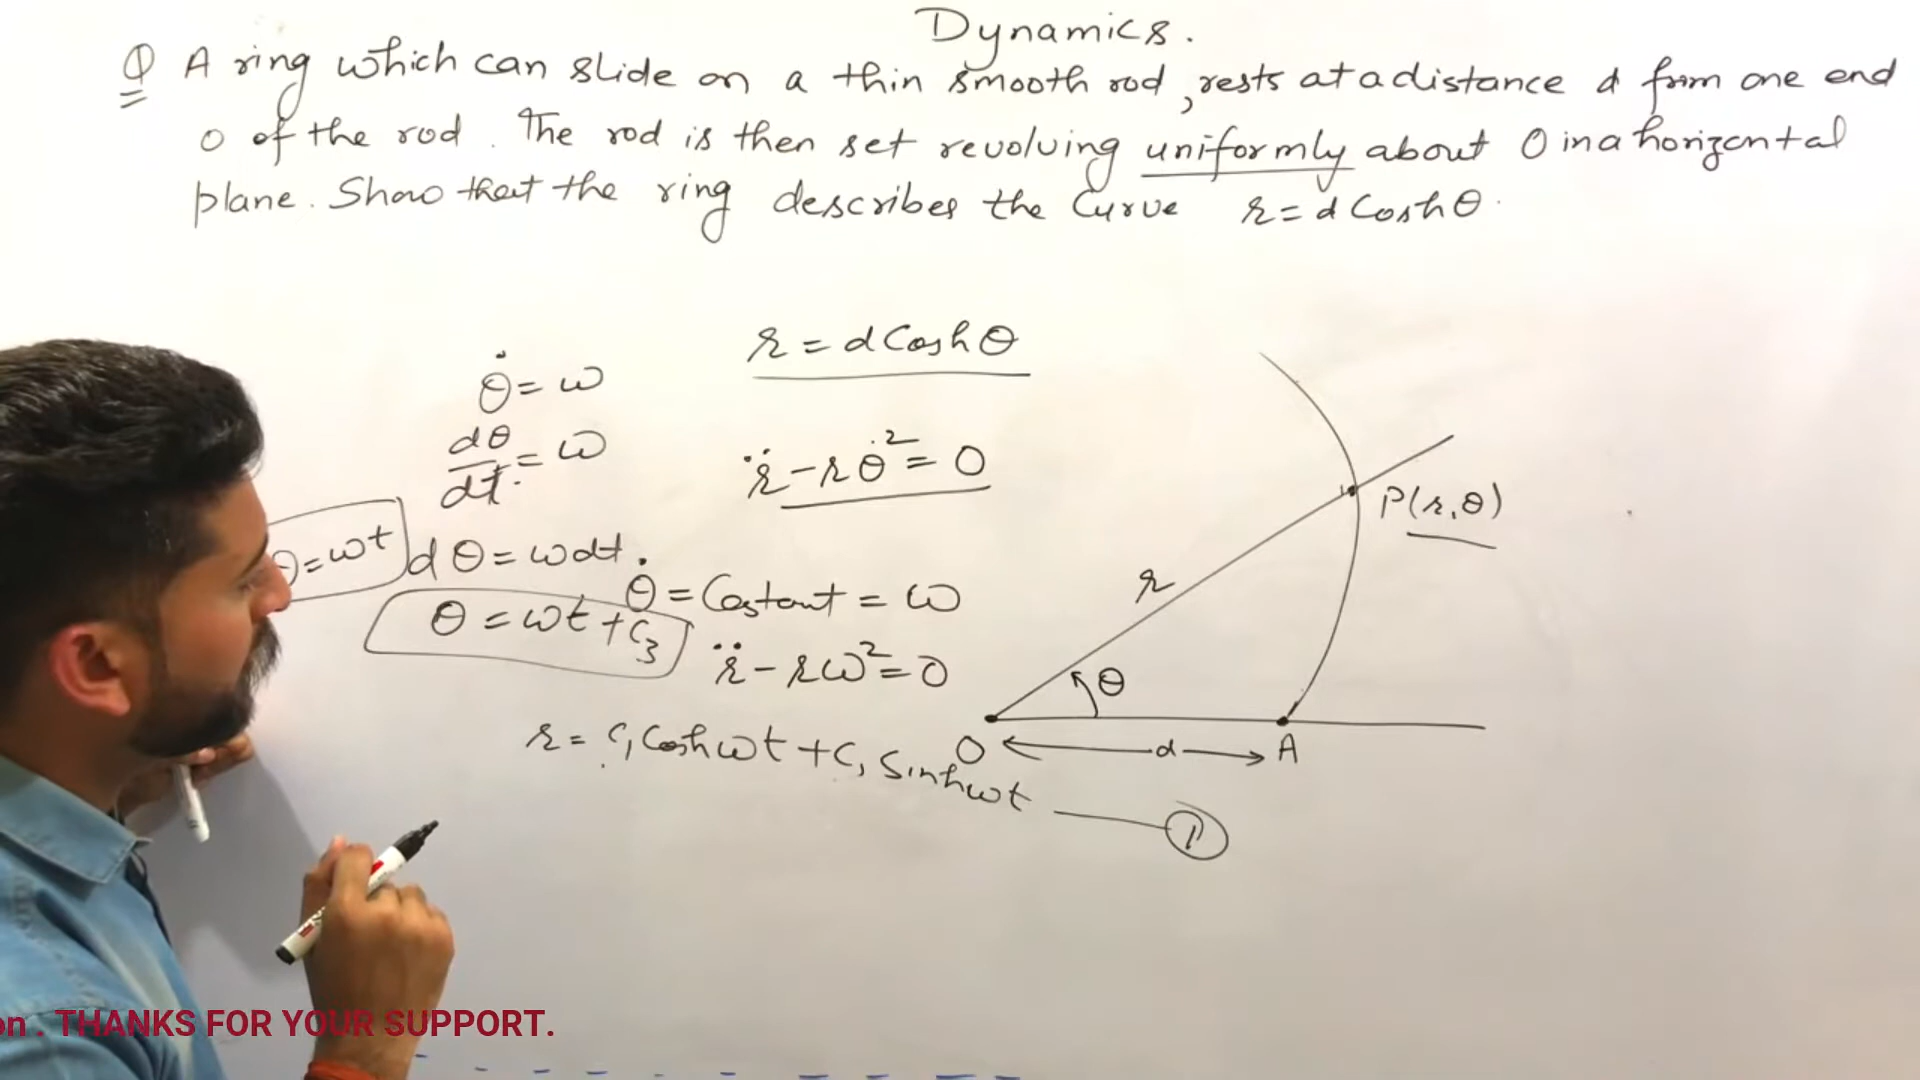 Dynamics.
Q A ring which can slide on a thin smooth rod, rests at a distance d from one end
O of the rod. The rod is then set revolving uniformly about O in a horizontal
plane. Show that the ring describes the curve r = d Cosh θ.
r = d Cosh θ
θ̇ = ω
dθ/dt = ω
r̈ - rθ̇² = 0
P(r, θ)
θ = ωt
dθ = ωdt.
θ̇ = Costant = ω
θ = ωt + C₃
r̈ - rω² = 0
r
θ
r = C₁ Cosh ωt + C₁ Sinh ωt — ①
O d A
on . THANKS FOR YOUR SUPPORT.